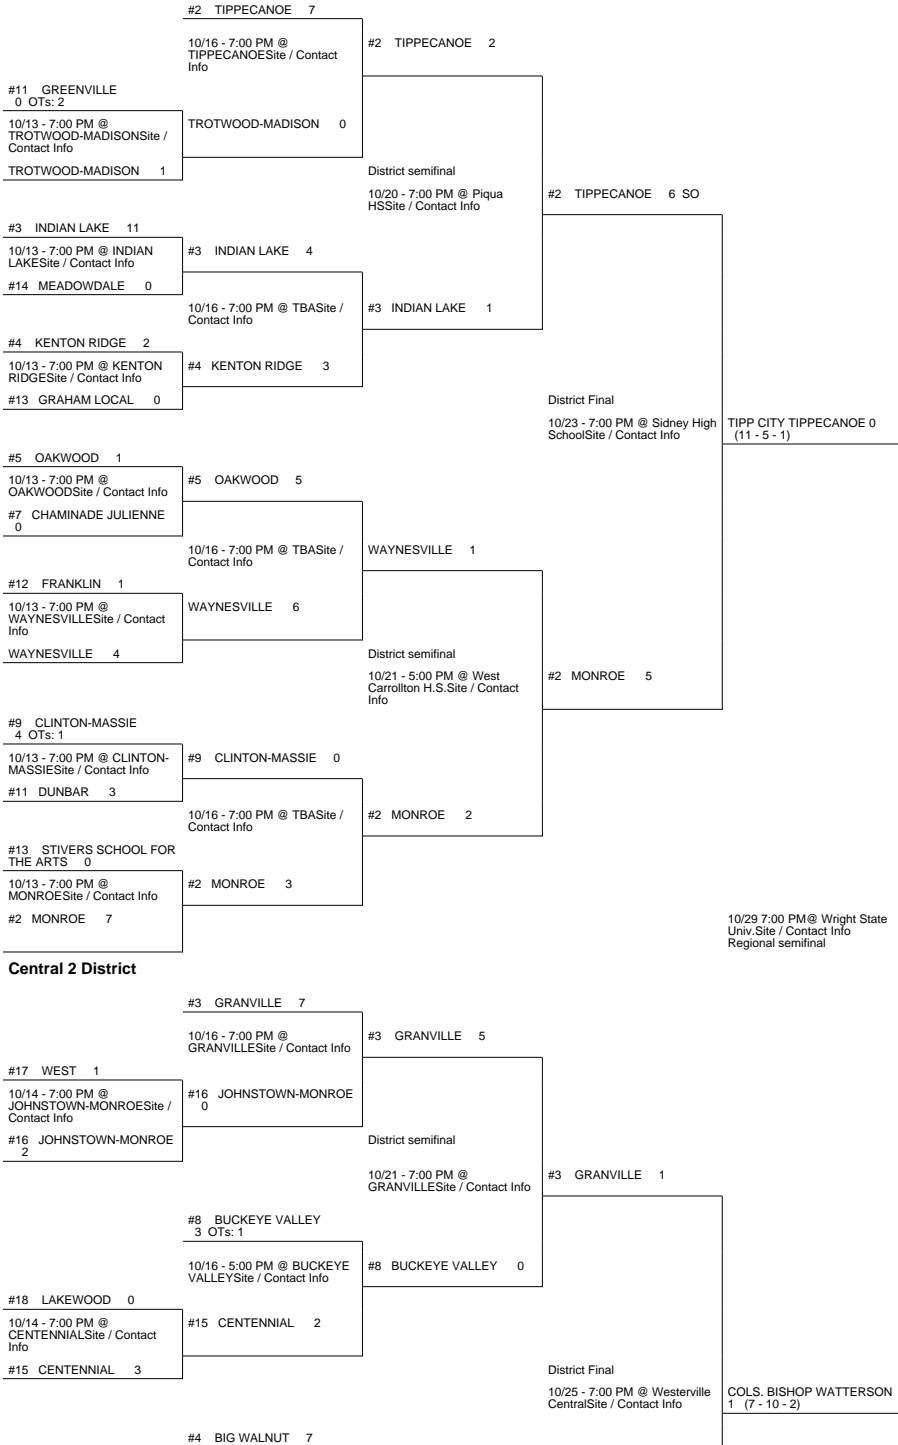 #2 TIPPECANOE 7
10/16 - 7:00 PM @
TIPPECANOESite / Contact
Info
#2 TIPPECANOE 2
#11 GREENVILLE
0 OTs: 2
10/13 - 7:00 PM @
TROTWOOD-MADISONSite /
Contact Info
TROTWOOD-MADISON 0
TROTWOOD-MADISON 1
District semifinal
10/20 - 7:00 PM @ Piqua
HSSite / Contact Info
#2 TIPPECANOE 6 SO
#3 INDIAN LAKE 11
10/13 - 7:00 PM @ INDIAN
LAKESite / Contact Info
#3 INDIAN LAKE 4
#14 MEADOWDALE 0
10/16 - 7:00 PM @ TBASite /
Contact Info
#3 INDIAN LAKE 1
#4 KENTON RIDGE 2
10/13 - 7:00 PM @ KENTON
RIDGESite / Contact Info
#4 KENTON RIDGE 3
#13 GRAHAM LOCAL 0
District Final
10/23 - 7:00 PM @ Sidney High
SchoolSite / Contact Info
TIPP CITY TIPPECANOE 0
(11 - 5 - 1)
#5 OAKWOOD 1
10/13 - 7:00 PM @
OAKWOODSite / Contact Info
#5 OAKWOOD 5
#7 CHAMINADE JULIENNE
0
10/16 - 7:00 PM @ TBASite /
Contact Info
WAYNESVILLE 1
#12 FRANKLIN 1
10/13 - 7:00 PM @
WAYNESVILLESite / Contact
Info
WAYNESVILLE 6
WAYNESVILLE 4
District semifinal
10/21 - 5:00 PM @ West
Carrollton H.S.Site / Contact
Info
#2 MONROE 5
#9 CLINTON-MASSIE
4 OTs: 1
10/13 - 7:00 PM @ CLINTON-
MASSIESite / Contact Info
#9 CLINTON-MASSIE 0
#11 DUNBAR 3
10/16 - 7:00 PM @ TBASite /
Contact Info
#2 MONROE 2
#13 STIVERS SCHOOL FOR
THE ARTS 0
10/13 - 7:00 PM @
MONROESite / Contact Info
#2 MONROE 3
#2 MONROE 7
10/29 7:00 PM@ Wright State
Univ.Site / Contact Info
Regional semifinal
Central 2 District
#3 GRANVILLE 7
10/16 - 7:00 PM @
GRANVILLESite / Contact Info
#3 GRANVILLE 5
#17 WEST 1
10/14 - 7:00 PM @
JOHNSTOWN-MONROESite /
Contact Info
#16 JOHNSTOWN-MONROE
0
#16 JOHNSTOWN-MONROE
2
District semifinal
10/21 - 7:00 PM @
GRANVILLESite / Contact Info
#3 GRANVILLE 1
#8 BUCKEYE VALLEY
3 OTs: 1
10/16 - 5:00 PM @ BUCKEYE
VALLEYSite / Contact Info
#8 BUCKEYE VALLEY 0
#18 LAKEWOOD 0
10/14 - 7:00 PM @
CENTENNIALSite / Contact
Info
#15 CENTENNIAL 2
#15 CENTENNIAL 3
District Final
10/25 - 7:00 PM @ Westerville
CentralSite / Contact Info
COLS. BISHOP WATTERSON
1 (7 - 10 - 2)
#4 BIG WALNUT 7